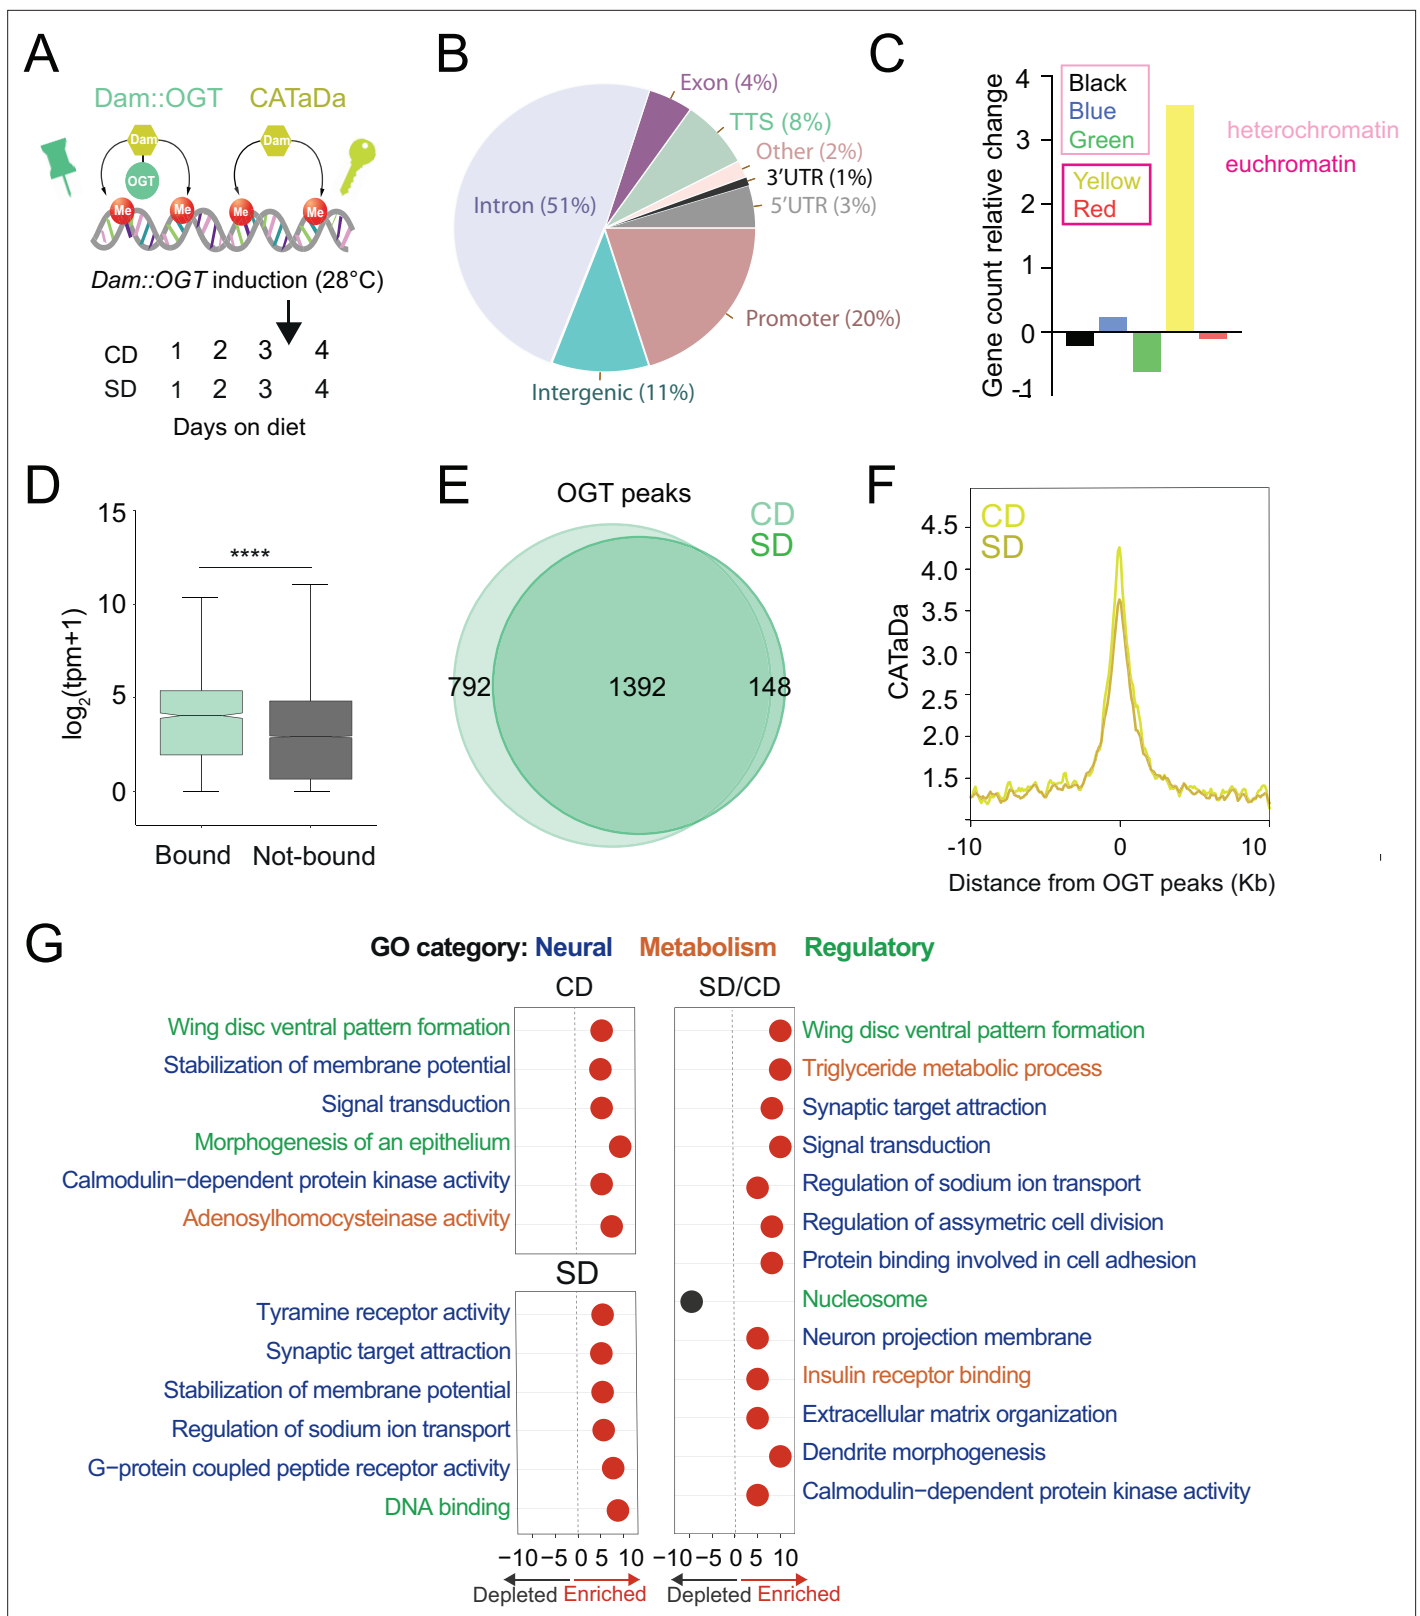 A
Dam::OGT CATaDa
Dam Dam
OGT
Me Me Me Me
Dam::OGT induction (28°C)
CD 1 2 3 4
SD 1 2 3 4
Days on diet
B
Exon (4%)
TTS (8%)
Other (2%)
3'UTR (1%)
5'UTR (3%)
Intron (51%)
Promoter (20%)
Intergenic (11%)
C
Gene count relative change
4
3
2
1
0
-1
Black
Blue
Green
Yellow
Red
heterochromatin
euchromatin
D
log2(tpm+1)
15
10
5
0
****
Bound Not-bound
E
OGT peaks
CD
SD
792 1392 148
F
CD
SD
CATaDa
4.5
4.0
3.5
3.0
2.5
2.0
1.5
-10 0 10
Distance from OGT peaks (Kb)
G
GO category: Neural Metabolism Regulatory
CD
Wing disc ventral pattern formation
Stabilization of membrane potential
Signal transduction
Morphogenesis of an epithelium
Calmodulin−dependent protein kinase activity
Adenosylhomocysteinase activity
SD
Tyramine receptor activity
Synaptic target attraction
Stabilization of membrane potential
Regulation of sodium ion transport
G−protein coupled peptide receptor activity
DNA binding
−10 −5 0 5 10
Depleted Enriched
SD/CD
Wing disc ventral pattern formation
Triglyceride metabolic process
Synaptic target attraction
Signal transduction
Regulation of sodium ion transport
Regulation of assymetric cell division
Protein binding involved in cell adhesion
Nucleosome
Neuron projection membrane
Insulin receptor binding
Extracellular matrix organization
Dendrite morphogenesis
Calmodulin−dependent protein kinase activity
−10 −5 0 5 10
Depleted Enriched